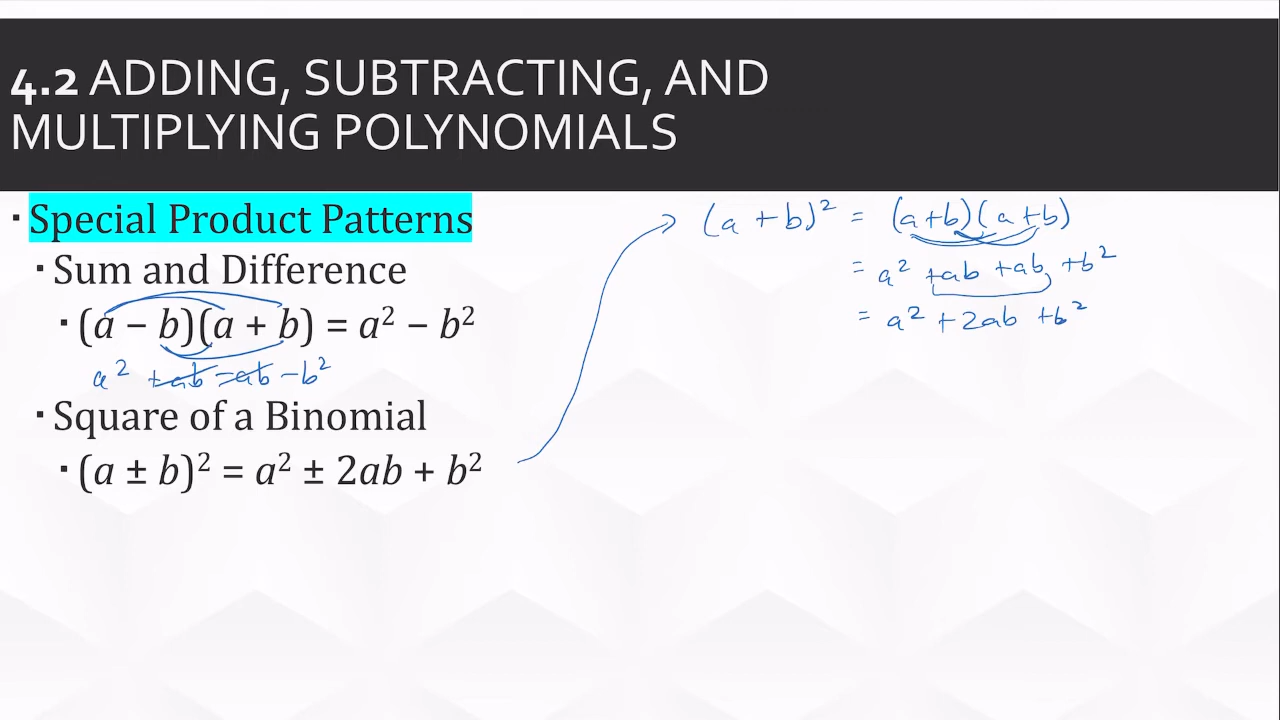 4.2 ADDING, SUBTRACTING, AND
MULTIPLYING POLYNOMIALS
▪ Special Product Patterns
▪ Sum and Difference
▪ (a − b)(a + b) = a² − b²
a² +ab −ab − b²
▪ Square of a Binomial
▪ (a ± b)² = a² ± 2ab + b²
(a + b)² = (a+b)(a+b)
= a² +ab +ab +b²
= a² +2ab +b²